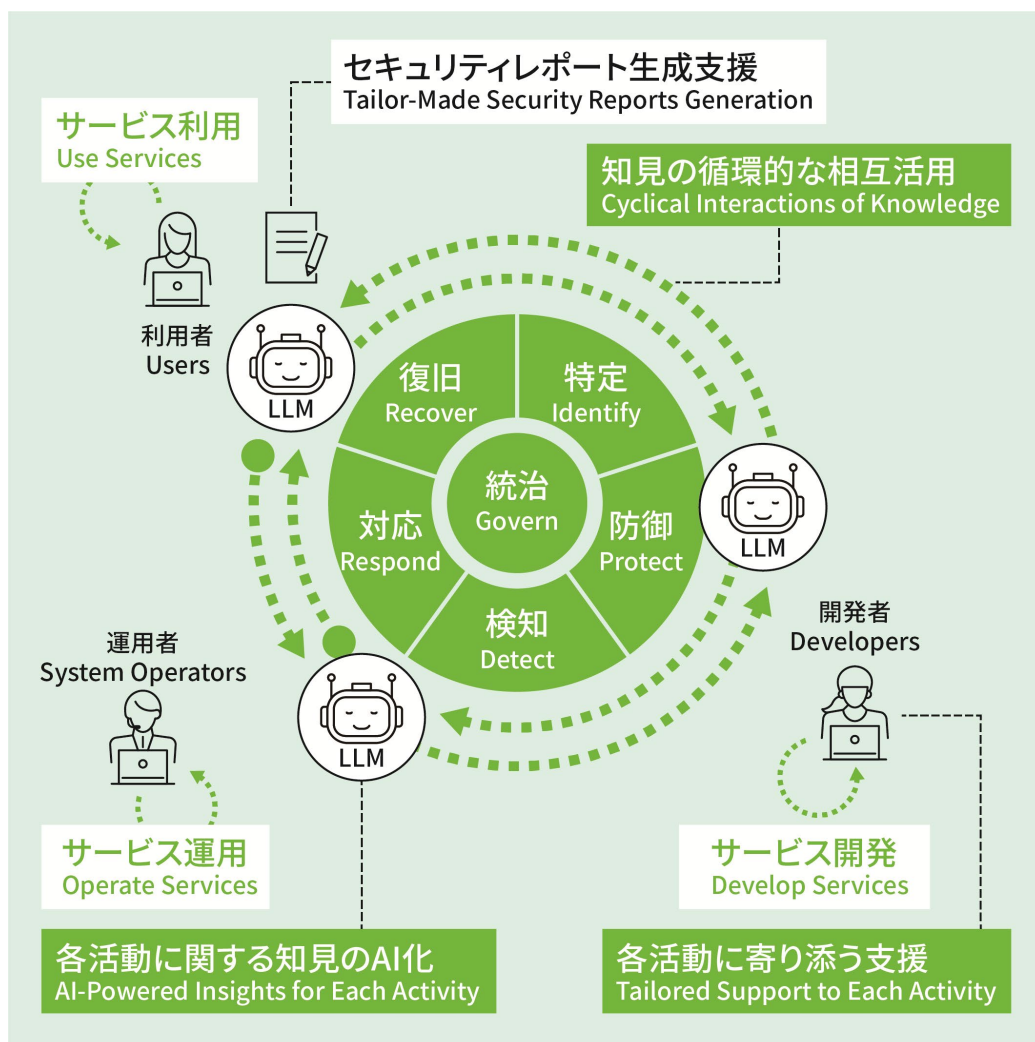 セキュリティレポート生成支援
Tailor-Made Security Reports Generation
サービス利用
Use Services
知見の循環的な相互活用
Cyclical Interactions of Knowledge
利用者
Users
LLM
復旧
Recover
特定
Identify
統治
Govern
対応
Respond
防御
Protect
LLM
検知
Detect
運用者
System Operators
開発者
Developers
LLM
サービス運用
Operate Services
サービス開発
Develop Services
各活動に関する知見のAI化
AI-Powered Insights for Each Activity
各活動に寄り添う支援
Tailored Support to Each Activity